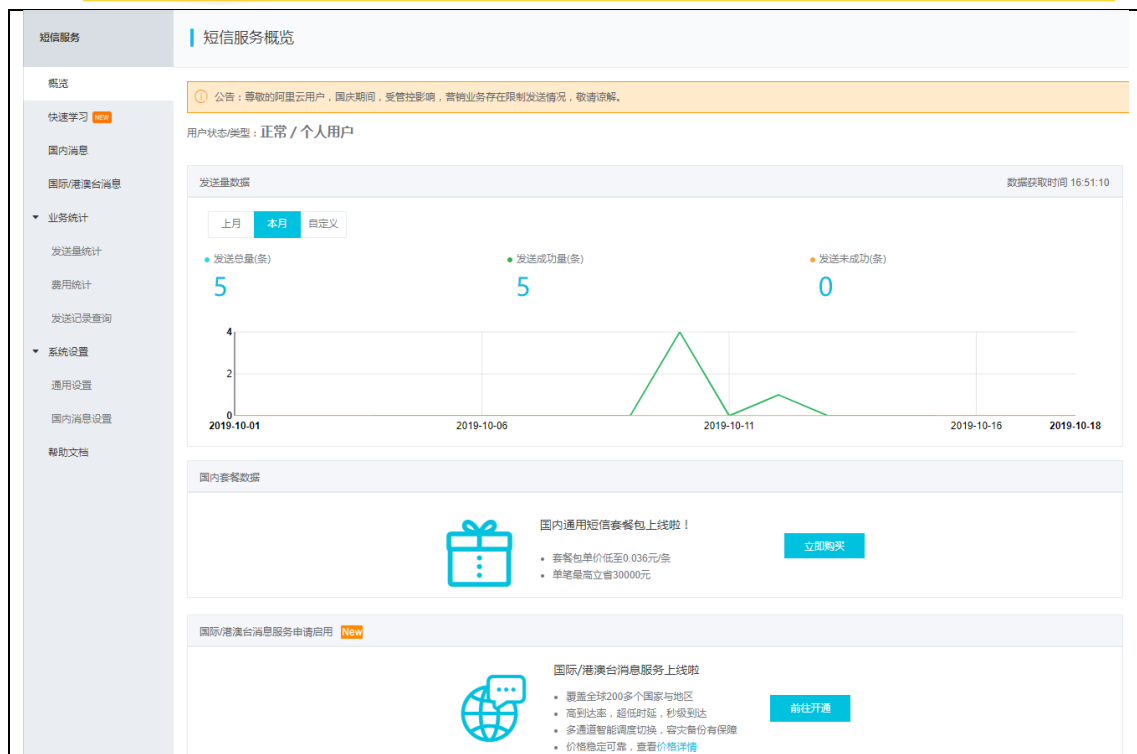 短信服务
短信服务概览
概览
快速学习 NEW
国内消息
国际/港澳台消息
业务统计
发送量统计
费用统计
发送记录查询
系统设置
通用设置
国内消息设置
帮助文档
公告：尊敬的阿里云用户，国庆期间，受管控影响，营销业务存在限制发送情况，敬请谅解。
用户状态/类型：正常 / 个人用户
发送量数据
数据获取时间 16:51:10
上月 本月 自定义
发送总量(条) 发送成功量(条) 发送未成功(条)
5 5 0
4
2
0
2019-10-01 2019-10-06 2019-10-11 2019-10-16 2019-10-18
国内套餐数据
国内通用短信套餐包上线啦！
套餐包单价低至0.036元/条
单笔最高立省30000元
立即购买
国际/港澳台消息服务申请启用 New
国际/港澳台消息服务上线啦
覆盖全球200多个国家与地区
高到达率，超低时延，秒级到达
多通道智能调度切换，容灾备份有保障
价格稳定可靠，查看价格详情
前往开通